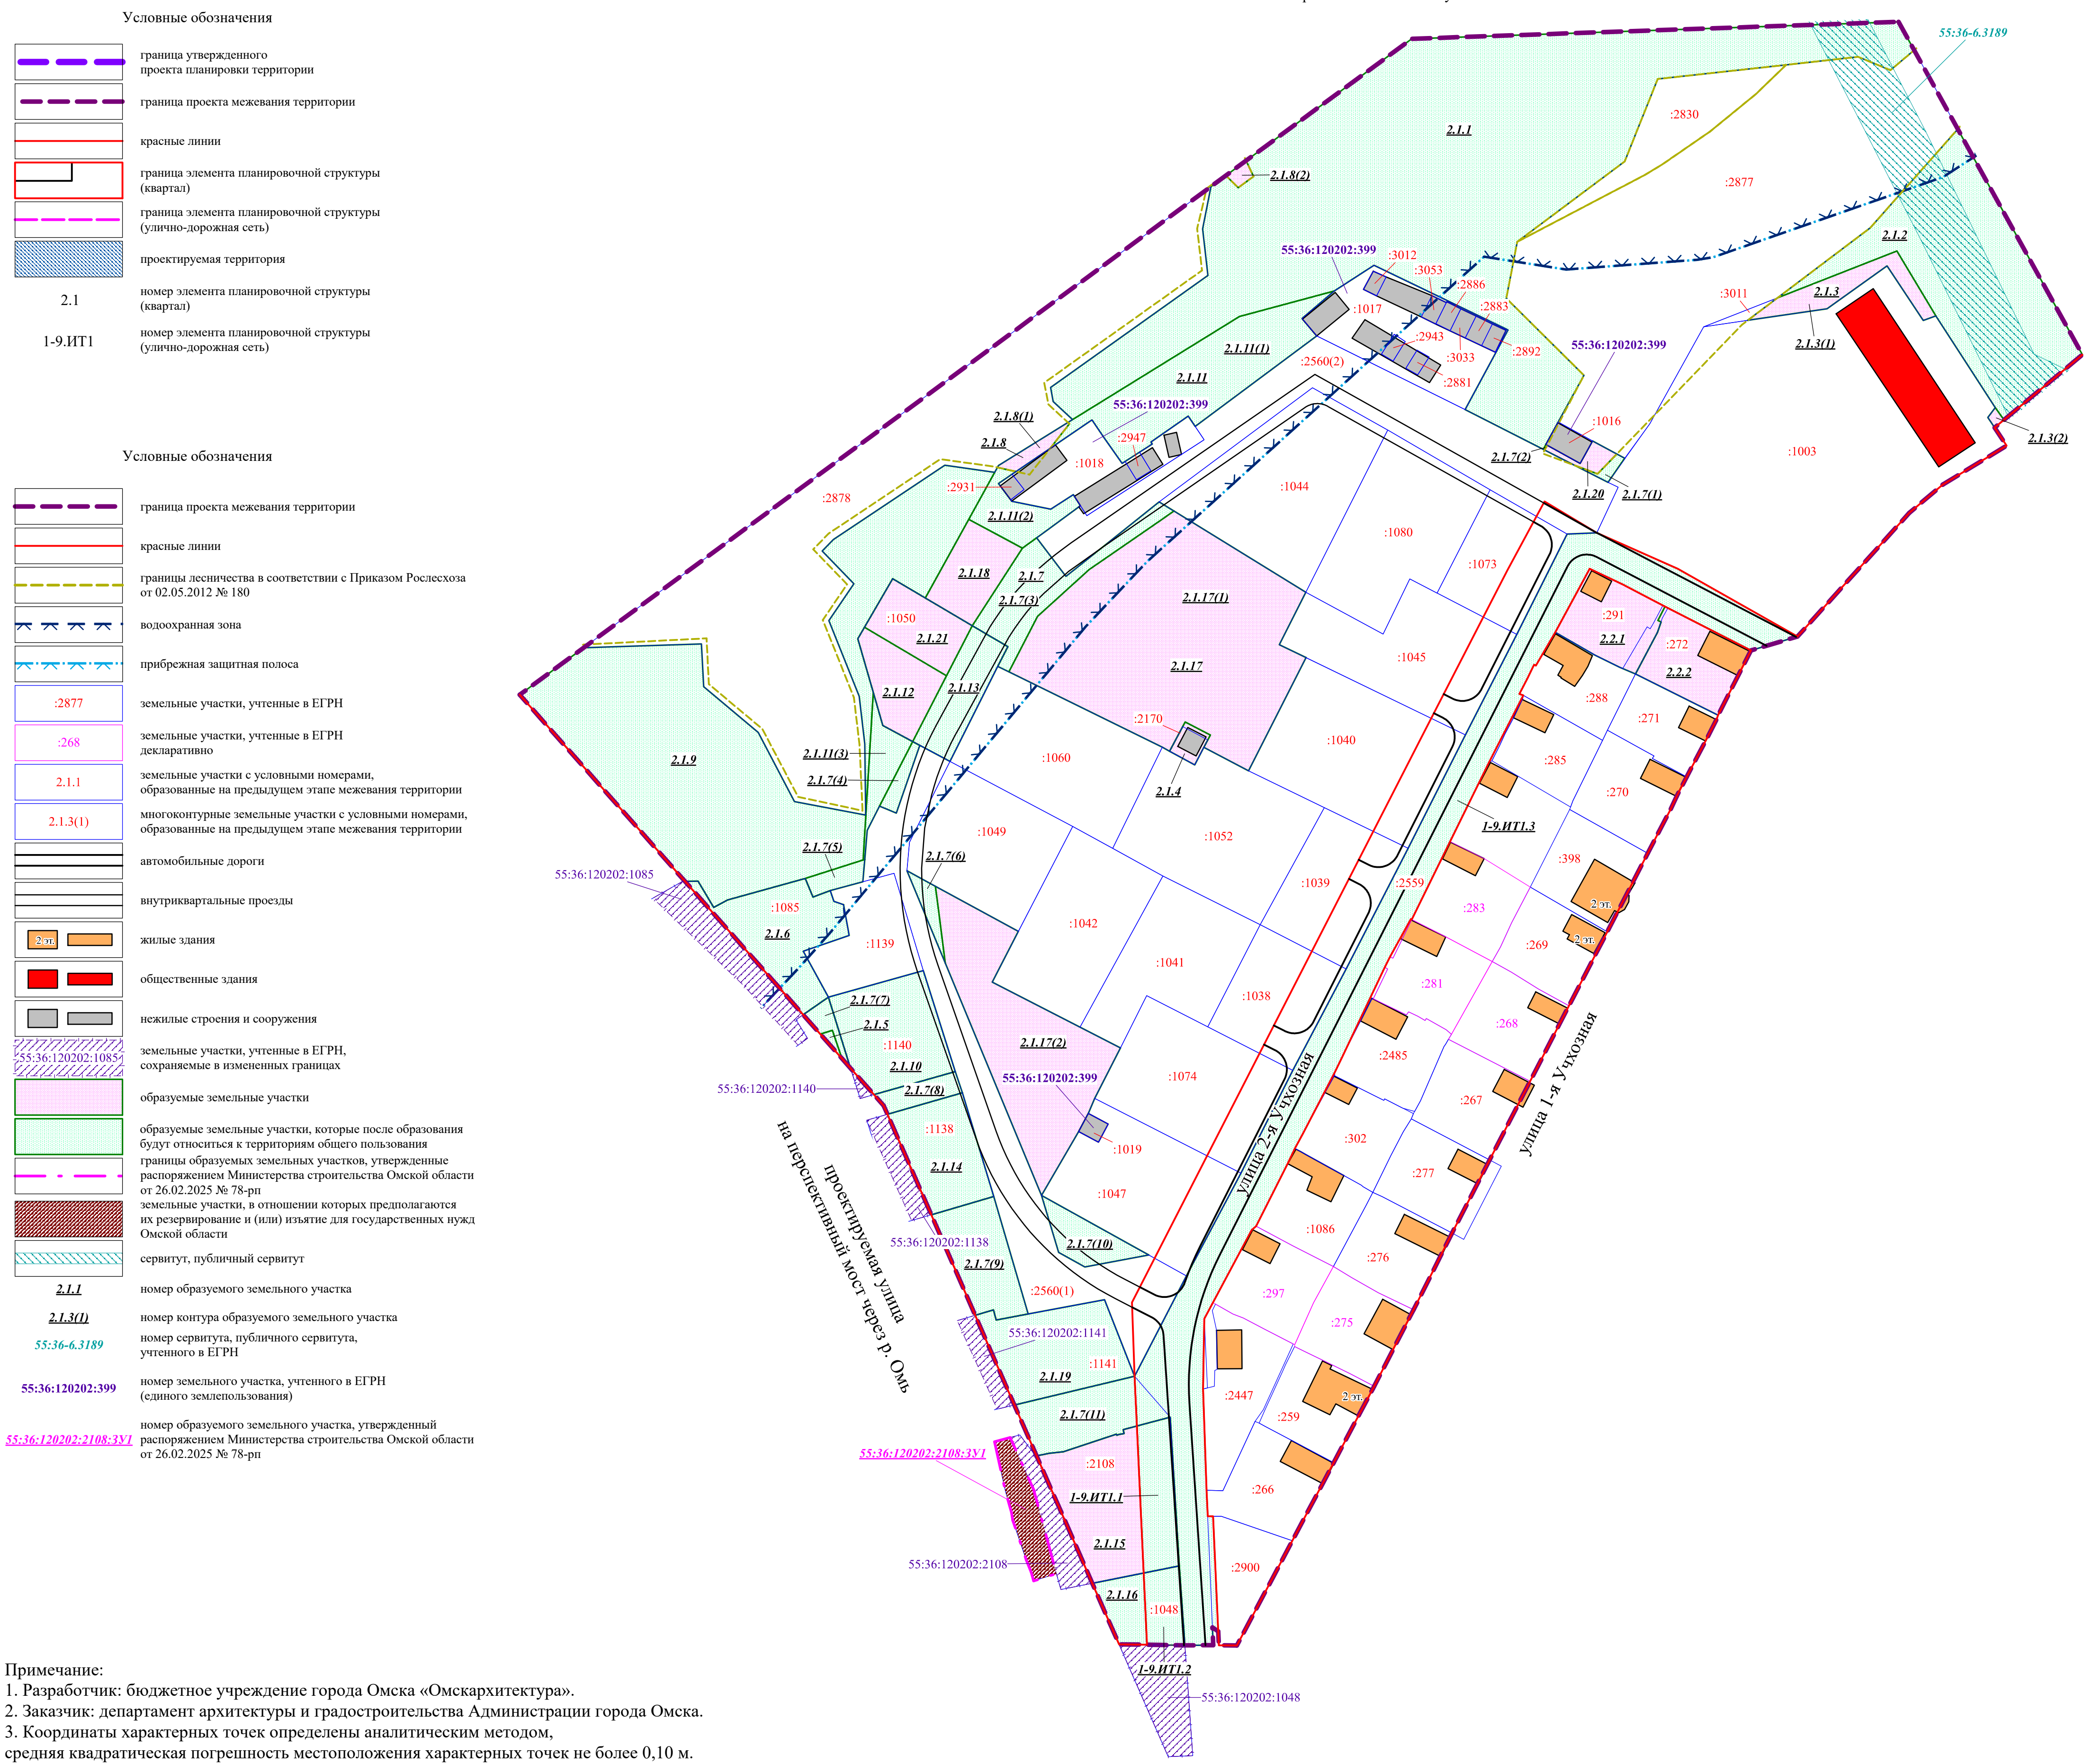 Условные обозначения
граница утвержденного
проекта планировки территории
граница проекта межевания территории
красные линии
граница элемента планировочной структуры
(квартал)
граница элемента планировочной структуры
(улично-дорожная сеть)
проектируемая территория
2.1
номер элемента планировочной структуры
(квартал)
1-9.ИТ1
номер элемента планировочной структуры
(улично-дорожная сеть)
Условные обозначения
граница проекта межевания территории
красные линии
границы лесничества в соответствии с Приказом Рослесхоза
от 02.05.2012 № 180
водоохранная зона
прибрежная защитная полоса
:2877
земельные участки, учтенные в ЕГРН
:268
земельные участки, учтенные в ЕГРН
декларативно
2.1.1
земельные участки с условными номерами,
образованные на предыдущем этапе межевания территории
2.1.3(1)
многоконтурные земельные участки с условными номерами,
образованные на предыдущем этапе межевания территории
автомобильные дороги
внутриквартальные проезды
2 эт.
жилые здания
общественные здания
нежилые строения и сооружения
55:36:120202:1085
земельные участки, учтенные в ЕГРН,
сохраняемые в измененных границах
образуемые земельные участки
образуемые земельные участки, которые после образования
будут относиться к территориям общего пользования
границы образуемых земельных участков, утвержденные
распоряжением Министерства строительства Омской области
от 26.02.2025 № 78-рп
земельные участки, в отношении которых предполагаются
их резервирование и (или) изъятие для государственных нужд
Омской области
сервитут, публичный сервитут
2.1.1
номер образуемого земельного участка
2.1.3(1)
номер контура образуемого земельного участка
55:36-6.3189
номер сервитута, публичного сервитута,
учтенного в ЕГРН
55:36:120202:399
номер земельного участка, учтенного в ЕГРН
(единого землепользования)
55:36:120202:2108:ЗУ1
номер образуемого земельного участка, утвержденный
распоряжением Министерства строительства Омской области
от 26.02.2025 № 78-рп
55:36-6.3189
:2830
2.1.1
2.1.8(2)
:2877
2.1.2
55:36:120202:399
:3012
:3053
:2886
:2883
:1017
:2943
:3033
:2892
:2881
:3011
2.1.3
2.1.3(1)
2.1.3(2)
55:36:120202:399
2.1.11(1)
:2560(2)
2.1.11
55:36:120202:399
2.1.8(1)
2.1.8
:2947
:1018
:2931
2.1.11(2)
:1016
2.1.7(2)
2.1.20
2.1.7(1)
:1003
:2878
:1044
:1080
:1073
2.1.18
2.1.7
2.1.7(3)
2.1.17(1)
:1050
2.1.21
:291
2.2.1
:272
2.2.2
2.1.17
:1045
2.1.12
2.1.13
:288
:271
:2170
:1040
2.1.11(3)
2.1.7(4)
2.1.9
:1060
2.1.4
:285
:270
:1049
:1052
1-9.ИТ1.3
2.1.7(5)
2.1.7(6)
:398
55:36:120202:1085
:1039
:2559
2 эт.
:1085
2.1.6
:1042
:283
:1139
:269
2 эт.
:1041
:281
:1038
2.1.7(7)
2.1.5
:268
2.1.17(2)
:1140
2.1.10
:2485
55:36:120202:399
:1074
55:36:120202:1140
2.1.7(8)
:267
улица 2-я Учхозная
улица 1-я Учхозная
:1138
2.1.14
:1019
:302
:277
:1047
проектируемая улица
на перспективный мост через р. Омь
55:36:120202:1138
2.1.7(10)
:1086
:276
2.1.7(9)
:2560(1)
:297
:275
55:36:120202:1141
:1141
2.1.19
:2447
2 эт.
2.1.7(11)
:259
55:36:120202:2108:ЗУ1
:2108
1-9.ИТ1.1
:266
2.1.15
55:36:120202:2108
:2900
2.1.16
:1048
1-9.ИТ1.2
55:36:120202:1048
Примечание:
1. Разработчик: бюджетное учреждение города Омска «Омскархитектура».
2. Заказчик: департамент архитектуры и градостроительства Администрации города Омска.
3. Координаты характерных точек определены аналитическим методом,
средняя квадратическая погрешность местоположения характерных точек не более 0,10 м.